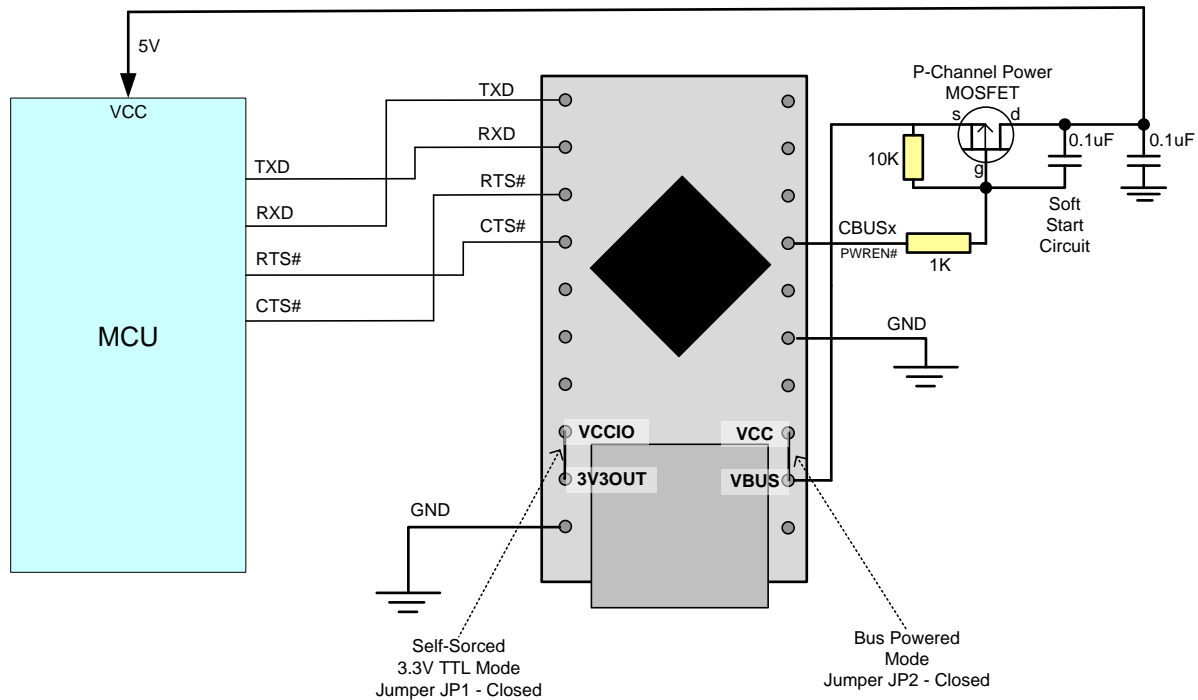 5V
VCC
MCU
TXD
RXD
RTS#
CTS#
TXD
RXD
RTS#
CTS#
P-Channel Power
MOSFET
s
d
g
10K
0.1uF
0.1uF
Soft
Start
Circuit
CBUSx
PWREN#
1K
GND
VCCIO
VCC
3V3OUT
VBUS
GND
Self-Sorced
3.3V TTL Mode
Jumper JP1 - Closed
Bus Powered
Mode
Jumper JP2 - Closed